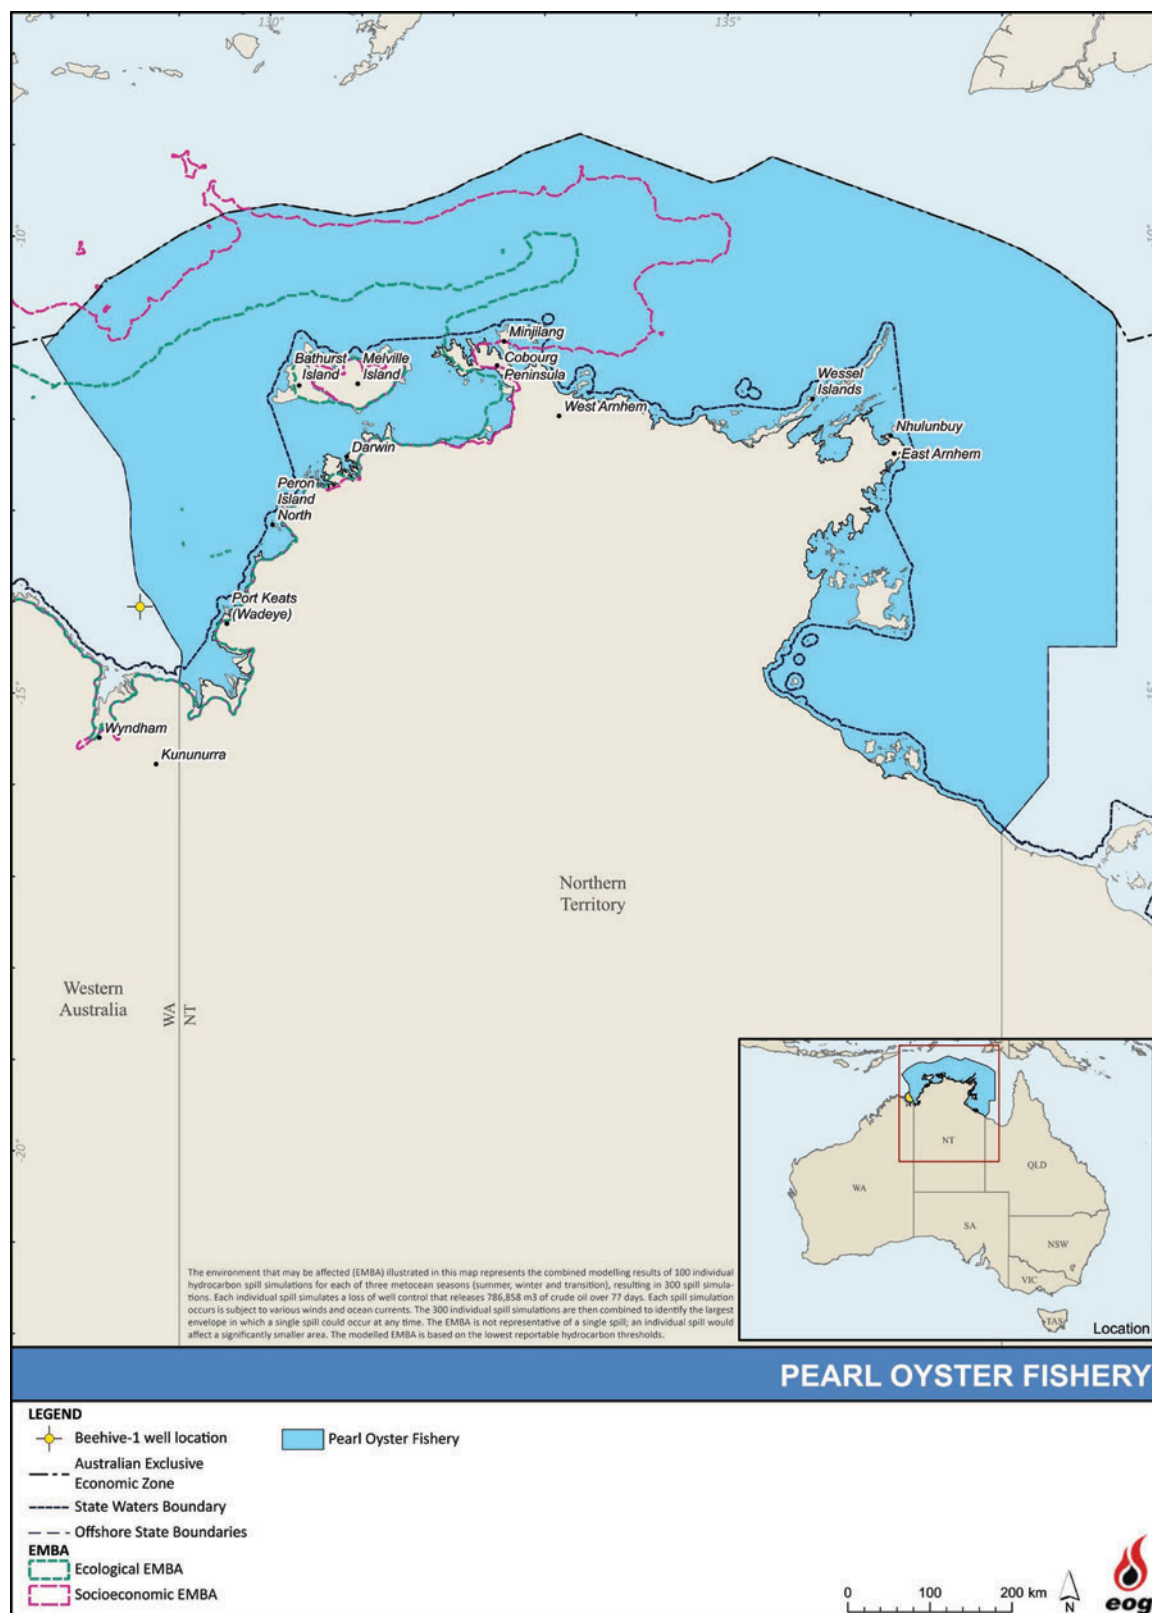 130°
135°
-10°
-10°
Minjilang
Bathurst
Island
Melville
Island
Cobourg
Peninsula
West Arnhem
Wessel
Islands
Nhulunbuy
East Arnhem
Darwin
Peron
Island
North
Port Keats
(Wadeye)
-15°
-15°
Wyndham
Kununurra
Northern
Territory
Western
Australia
WA
NT
-20°
NT
QLD
WA
SA
NSW
VIC
TAS
Location
The environment that may be affected (EMBA) illustrated in this map represents the combined modelling results of 100 individual
hydrocarbon spill simulations for each of three metocean seasons (summer, winter and transition), resulting in 300 spill simula-
tions. Each individual spill simulates a loss of well control that releases 786,858 m3 of crude oil over 77 days. Each spill simulation
occurs is subject to various winds and ocean currents. The 300 individual spill simulations are then combined to identify the largest
envelope in which a single spill could occur at any time. The EMBA is not representative of a single spill; an individual spill would
affect a significantly smaller area. The modelled EMBA is based on the lowest reportable hydrocarbon thresholds.
PEARL OYSTER FISHERY
LEGEND
Beehive-1 well location
Pearl Oyster Fishery
Australian Exclusive
Economic Zone
State Waters Boundary
Offshore State Boundaries
EMBA
Ecological EMBA
Socioeconomic EMBA
0 100 200 km
N
eog